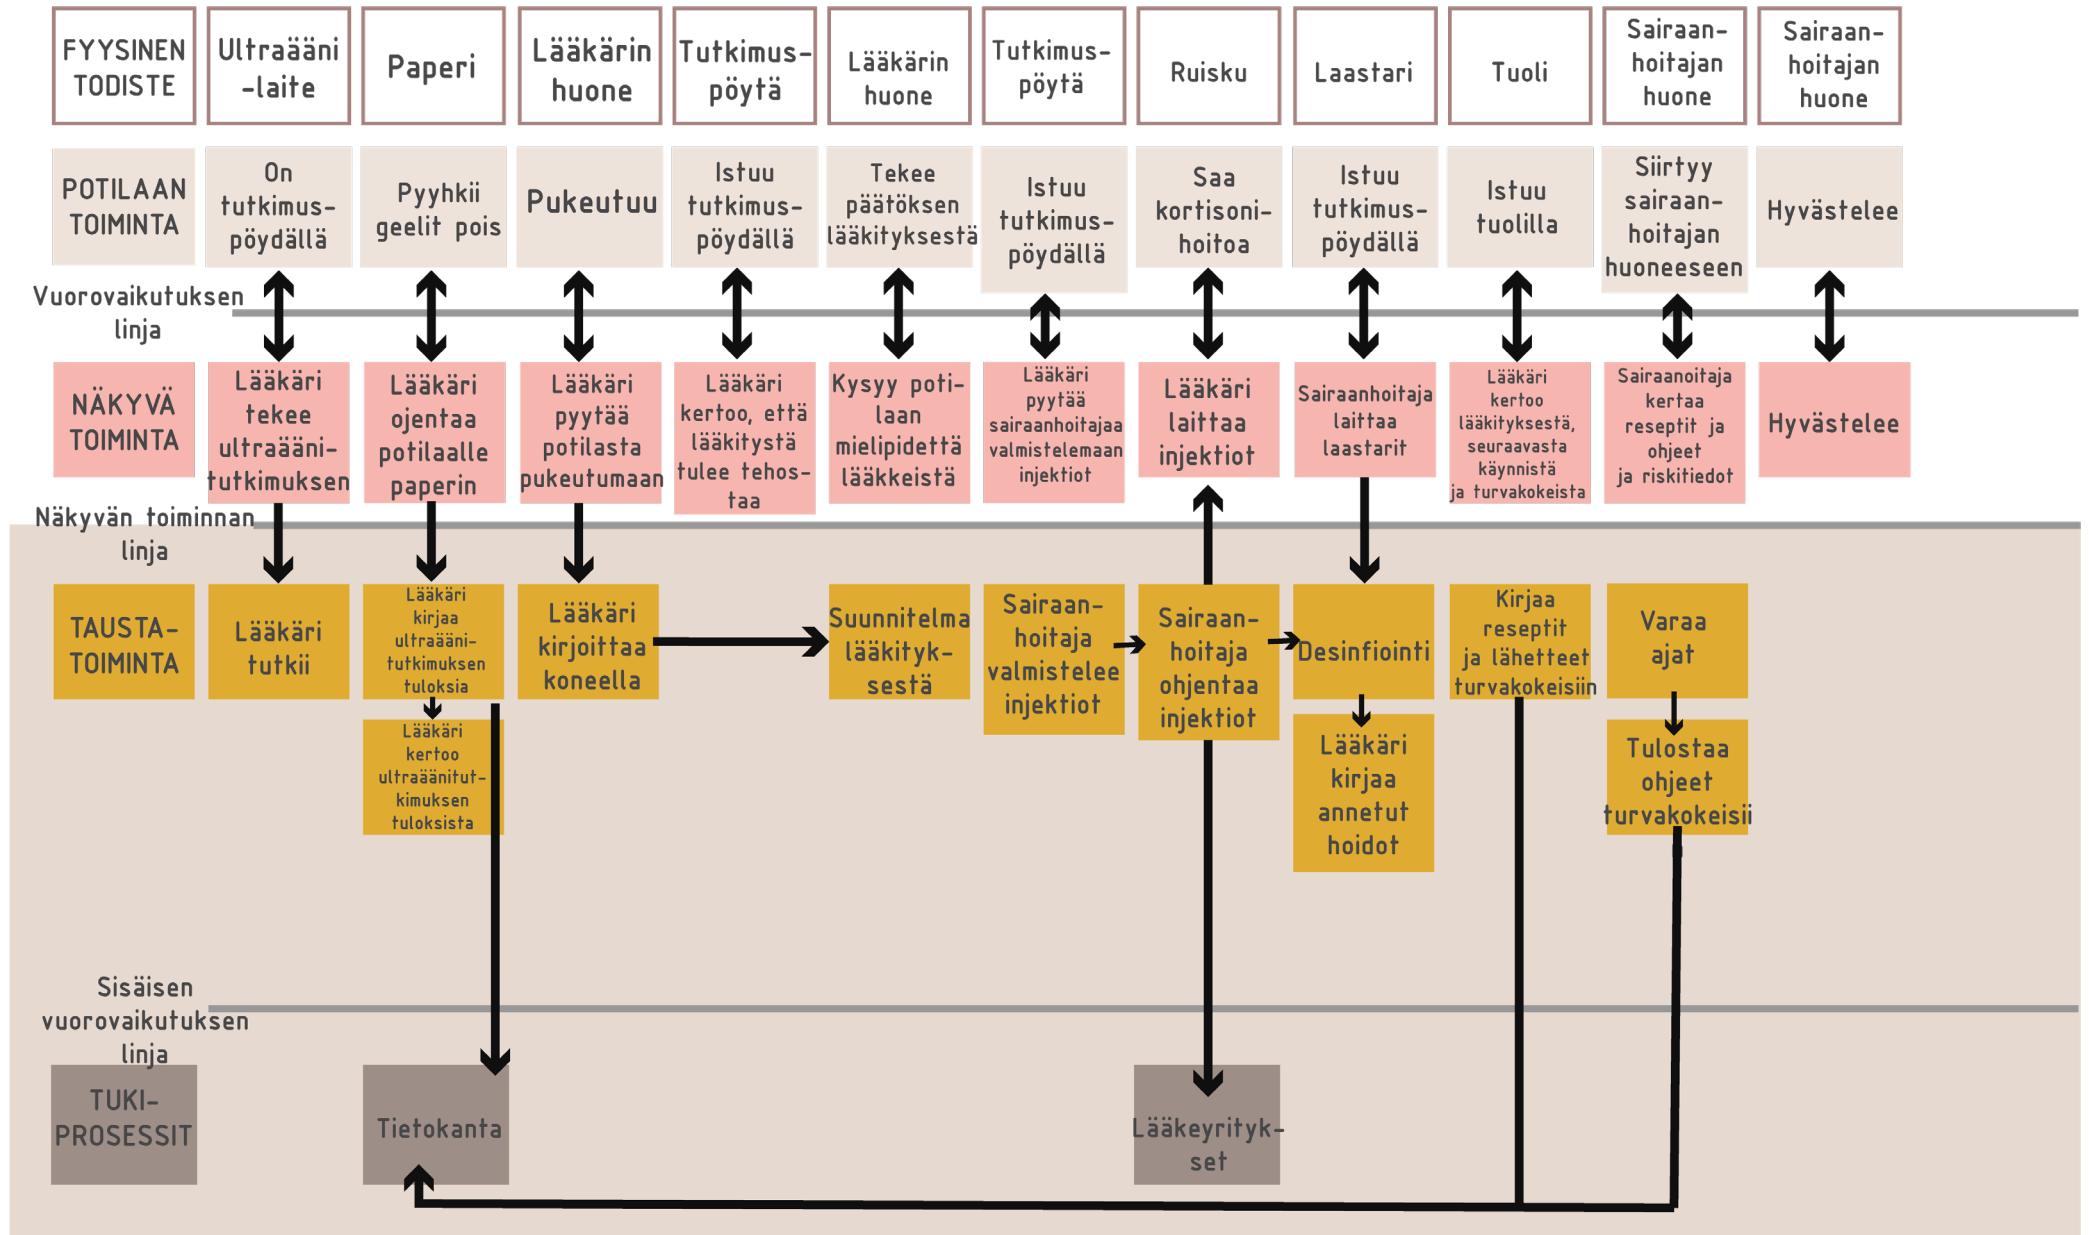 FYYSINEN
TODISTE
Ultraääni
-laite
Paperi
Lääkärin
huone
Tutkimus-
pöytä
Lääkärin
huone
Tutkimus-
pöytä
Ruisku
Laastari
Tuoli
Sairaan-
hoitajan
huone
Sairaan-
hoitajan
huone
POTILAAN
TOIMINTA
On
tutkimus-
pöydällä
Pyyhkii
geelit pois
Pukeutuu
Istuu
tutkimus-
pöydällä
Tekee
päätöksen
lääkityksestä
Istuu
tutkimus-
pöydällä
Saa
kortisoni-
hoitoa
Istuu
tutkimus-
pöydällä
Istuu
tuolilla
Siirtyy
sairaan-
hoitajan
huoneeseen
Hyvästelee
Vuorovaikutuksen
linja
NÄKYVÄ
TOIMINTA
Lääkäri
tekee
ultraääni-
tutkimuksen
Lääkäri
ojentaa
potilaalle
paperin
Lääkäri
pyytää
potilasta
pukeutumaan
Lääkäri
kertoo, että
lääkitystä
tulee tehos-
taa
Kysyy poti-
laan
mielipidettä
lääkkeistä
Lääkäri
pyytää
sairaanhoitajaa
valmistelemaan
injektiot
Lääkäri
laittaa
injektiot
Sairaanhoitaja
laittaa
laastarit
Lääkäri
kertoo
lääkityksestä,
seuraavasta
käynnistä
ja turvakokeista
Sairaanoitaja
kertaa
reseptit ja
ohjeet
ja riskitiedot
Hyvästelee
Näkyvän toiminnan
linja
TAUSTA-
TOIMINTA
Lääkäri
tutkii
Lääkäri
kirjaa
ultraääni-
tutkimuksen
tuloksia
Lääkäri
kertoo
ultraäänitut-
kimuksen
tuloksista
Lääkäri
kirjoittaa
koneella
Suunnitelma
lääkityk-
sestä
Sairaan-
hoitaja
valmistelee
injektiot
Sairaan-
hoitaja
ohjentaa
injektiot
Desinfiointi
Lääkäri
kirjaa
annetut
hoidot
Kirjaa
reseptit
ja lähetteet
turvakokeisiin
Varaa
ajat
Tulostaa
ohjeet
turvakokeisii
Sisäisen
vuorovaikutuksen
linja
TUKI-
PROSESSIT
Tietokanta
Lääkeyrityk-
set